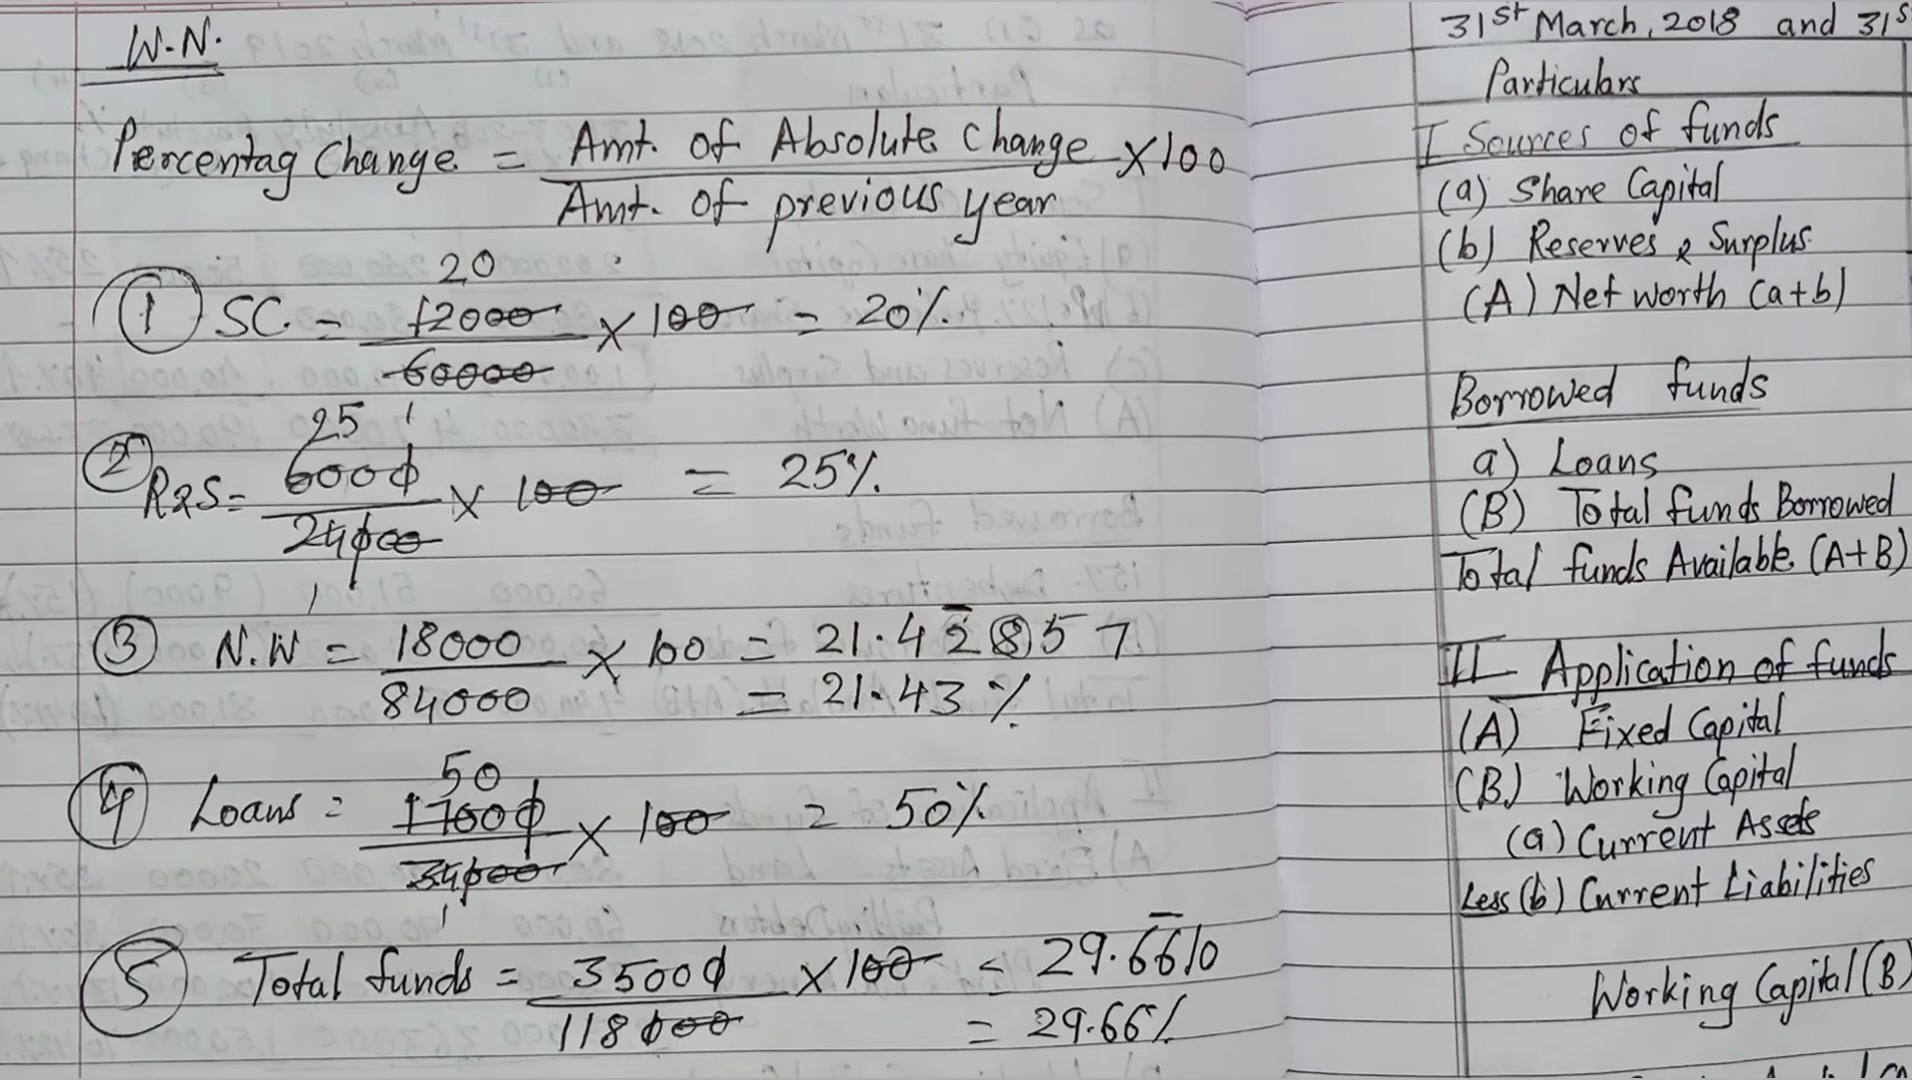 W.N.
Percentag Change = Amt. of Absolute Change × 100
Amt. of previous year
20
① SC = 12000 × 100 = 20%.
60000
25 1
② R&S = 6000 × 100 = 25%.
24000
1
③ N.W = 18000 × 100 = 21.428857
84000 = 21.43 %
50
④ Loans = 17000 × 100 = 50%
34000
1
⑤ Total funds = 35000 × 100 = 29.6610
118000 = 29.66%
31st March, 2018 and 31s
Particulars
I Sources of funds
(a) Share Capital
(b) Reserves & Surplus
(A) Net worth (a+b)
Borrowed funds
a) Loans
(B) Total funds Borrowed
Total funds Available (A+B)
II Application of funds
(A) Fixed Capital
(B) Working Capital
(a) Current Assets
Less (b) Current Liabilities
Working Capital (B)